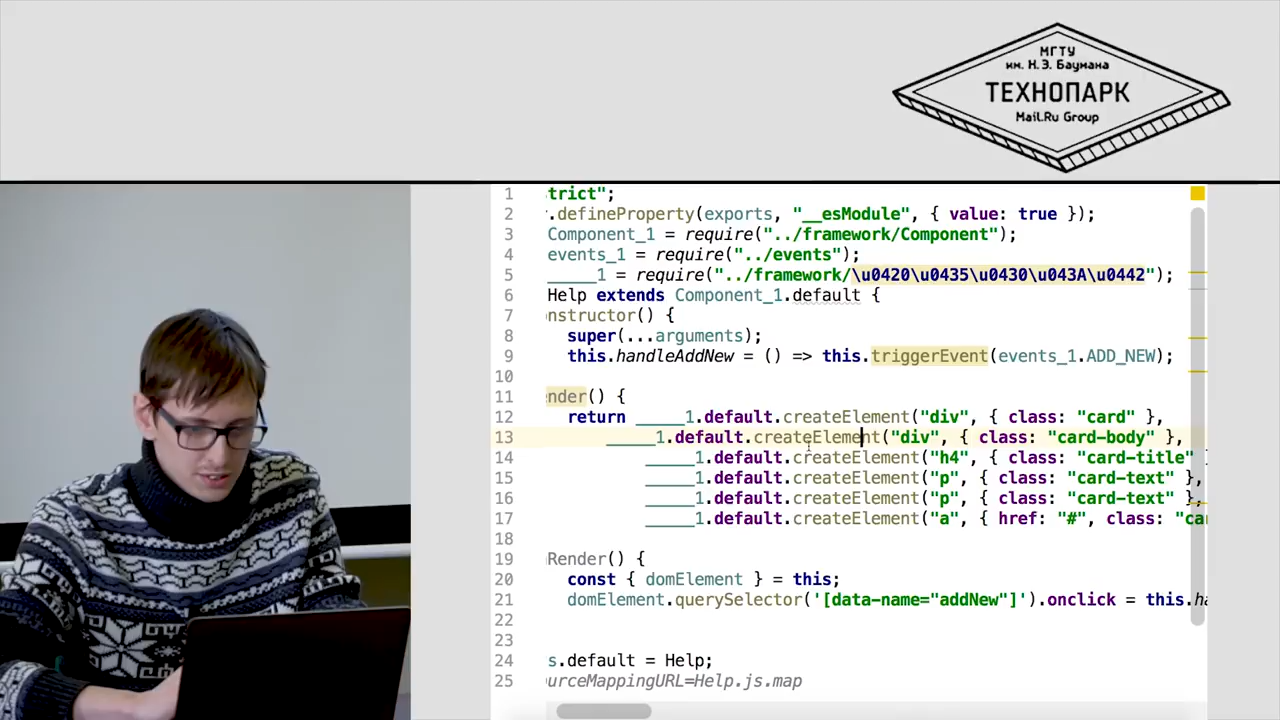 МГТУ
им. Н.Э. Баумана
ТЕХНОПАРК
Mail.Ru Group
1 trict";
2 .defineProperty(exports, "__esModule", { value: true });
3 Component_1 = require("../framework/Component");
4 events_1 = require("../events");
5 _____1 = require("../framework/\u0420\u0435\u0430\u043A\u0442");
6 Help extends Component_1.default {
7 nstructor() {
8 super(...arguments);
9 this.handleAddNew = () => this.triggerEvent(events_1.ADD_NEW);
10
11 ender() {
12 return _____1.default.createElement("div", { class: "card" },
13 _____1.default.createElement("div", { class: "card-body" },
14 _____1.default.createElement("h4", { class: "card-title" }
15 _____1.default.createElement("p", { class: "card-text" },
16 _____1.default.createElement("p", { class: "card-text" },
17 _____1.default.createElement("a", { href: "#", class: "car
18
19 Render() {
20 const { domElement } = this;
21 domElement.querySelector('[data-name="addNew"]').onclick = this.ha
22
23
24 s.default = Help;
25 urceMappingURL=Help.js.map